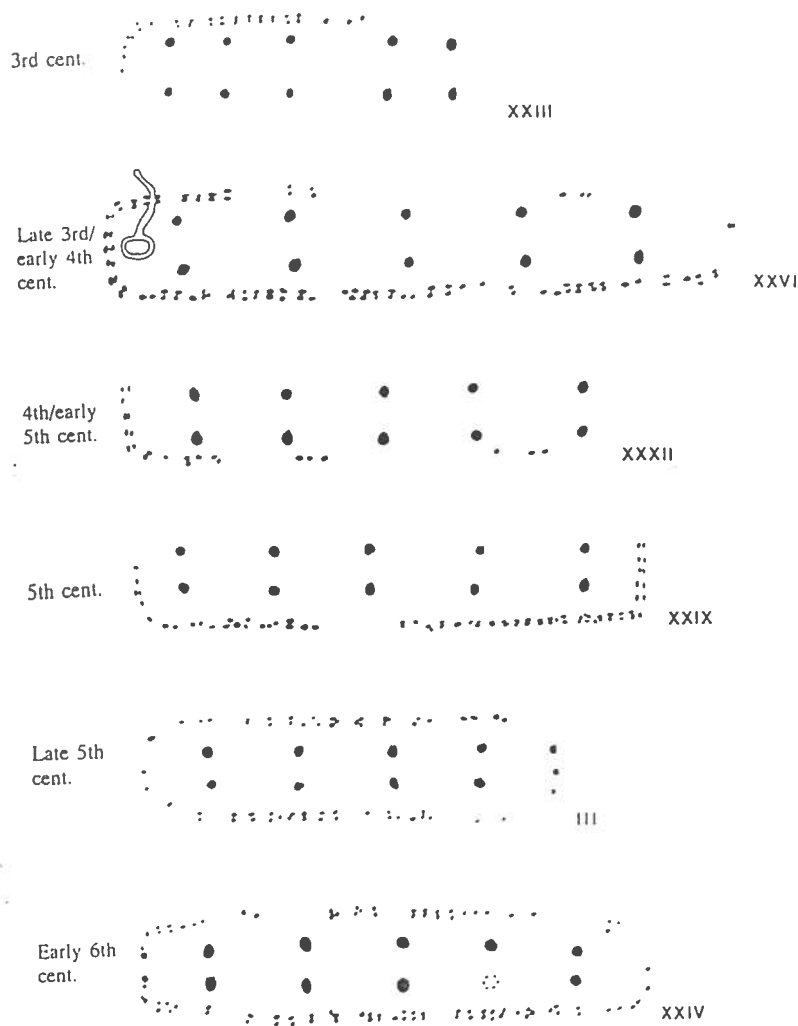 3rd cent.
XXIII
Late 3rd/
early 4th
cent.
XXVI
4th/early
5th cent.
XXXII
5th cent.
XXIX
Late 5th
cent.
III
Early 6th
cent.
XXIV